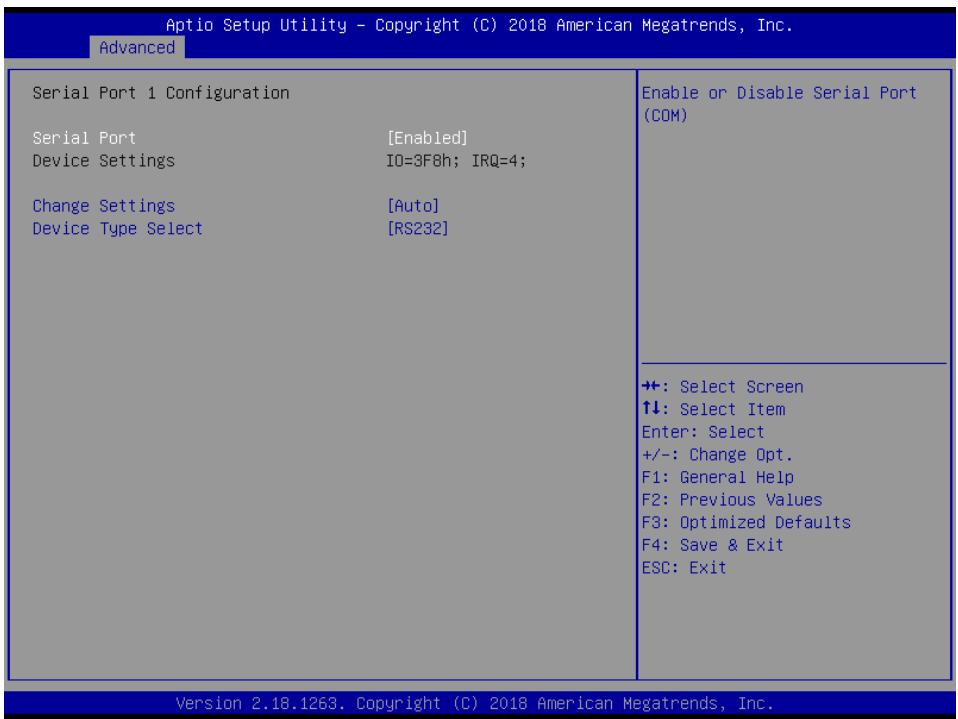 Aptio Setup Utility – Copyright (C) 2018 American Megatrends, Inc.
Advanced
Serial Port 1 Configuration
Serial Port [Enabled]
Device Settings IO=3F8h; IRQ=4;
Change Settings [Auto]
Device Type Select [RS232]
Enable or Disable Serial Port
(COM)
→←: Select Screen
↑↓: Select Item
Enter: Select
+/-: Change Opt.
F1: General Help
F2: Previous Values
F3: Optimized Defaults
F4: Save & Exit
ESC: Exit
Version 2.18.1263. Copyright (C) 2018 American Megatrends, Inc.